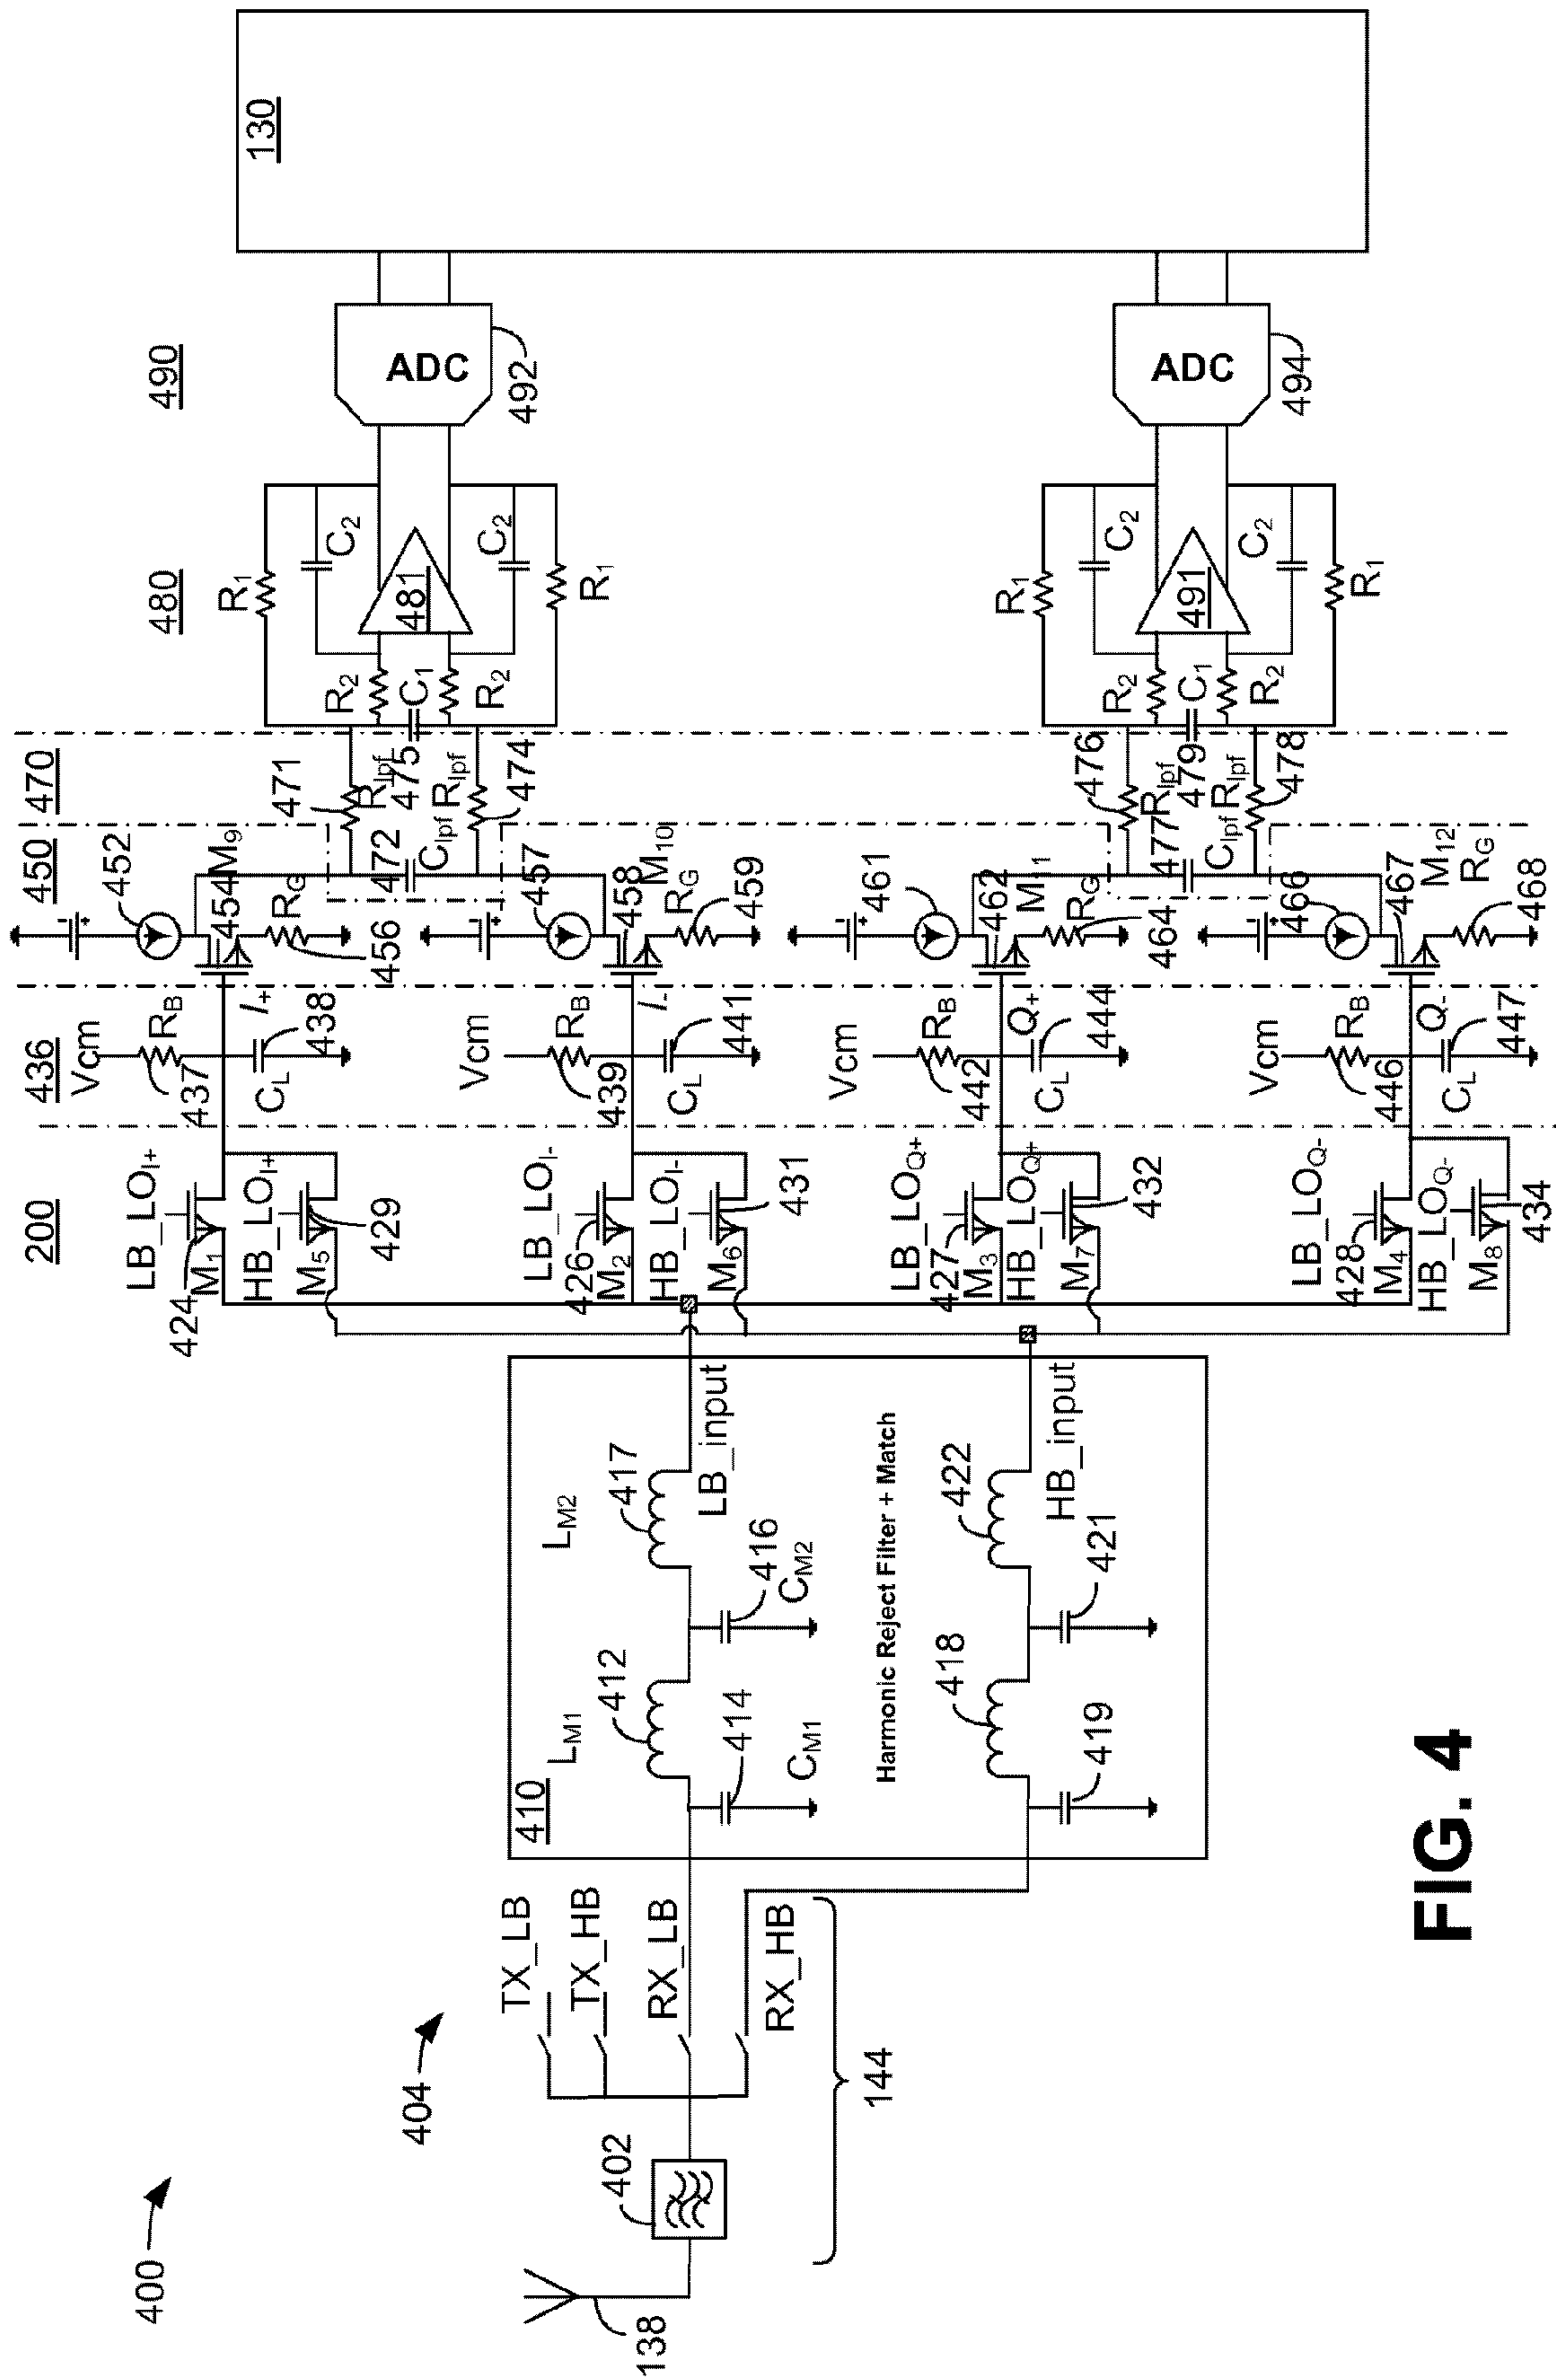 400
404
138
402
144
TX_LB
TX_HB
RX_LB
RX_HB
410
LM1
412
414
CM1
LM2
417
416
CM2
LB_input
Harmonic Reject Filter + Match
418
419
422
421
HB_input
200
LB_LOI+
424
M1
HB_LOI+
M5
429
LB_LOI-
426
M2
HB_LOI-
M6
431
LB_LOQ+
427
M3
HB_LOQ+
M7
432
LB_LOQ-
428
M4
HB_LOQ-
M8
434
436
Vcm
437
RB
I+
CL
438
Vcm
439
RB
I-
CL
441
Vcm
442
RB
Q+
CL
444
Vcm
446
RB
Q-
CL
447
450
452
454
M9
RG
456
457
458
M10
RG
459
461
462
M11
RG
464
466
467
M12
RG
468
470
471
Rlpf
472
Clpf
475
Rlpf
474
476
Rlpf
477
Clpf
479
Rlpf
478
480
R1
C2
R2
C1
R2
481
C2
R1
R1
C2
R2
C1
R2
491
C2
R1
490
ADC
492
ADC
494
130
FIG. 4